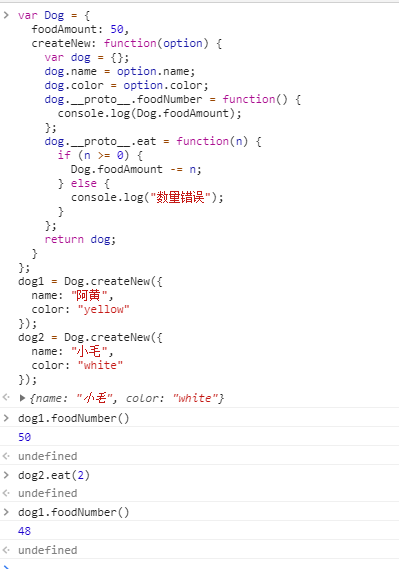 var Dog = {
  foodAmount: 50,
  createNew: function(option) {
    var dog = {};
    dog.name = option.name;
    dog.color = option.color;
    dog.__proto__.foodNumber = function() {
      console.log(Dog.foodAmount);
    };
    dog.__proto__.eat = function(n) {
      if (n >= 0) {
        Dog.foodAmount -= n;
      } else {
        console.log("数量错误");
      }
    };
    return dog;
  }
};
dog1 = Dog.createNew({
  name: "阿黄",
  color: "yellow"
});
dog2 = Dog.createNew({
  name: "小毛",
  color: "white"
});
{name: "小毛", color: "white"}
dog1.foodNumber()
50
undefined
dog2.eat(2)
undefined
dog1.foodNumber()
48
undefined